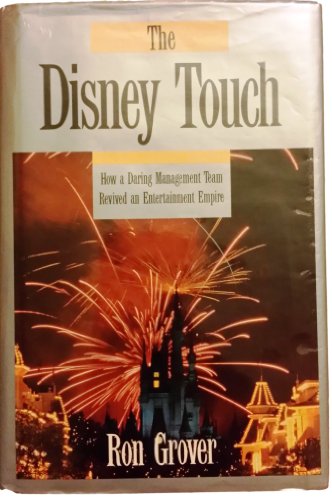 The
Disney Touch
How a Daring Management Team
Revived an Entertainment Empire
Ron Grover